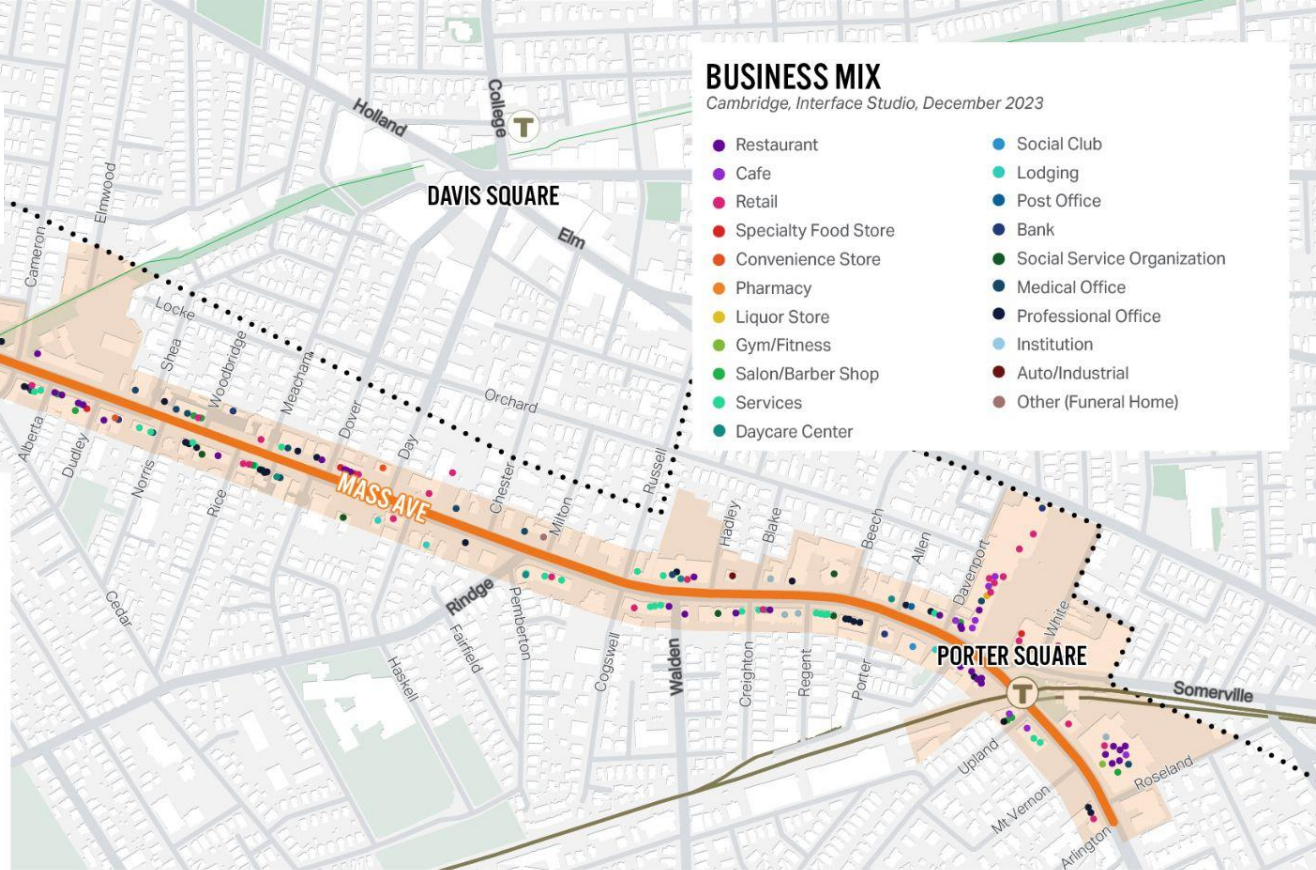 BUSINESS MIX
Cambridge, Interface Studio, December 2023
Restaurant
Cafe
Retail
Specialty Food Store
Convenience Store
Pharmacy
Liquor Store
Gym/Fitness
Salon/Barber Shop
Services
Daycare Center
Social Club
Lodging
Post Office
Bank
Social Service Organization
Medical Office
Professional Office
Institution
Auto/Industrial
Other (Funeral Home)
Holland
College
T
DAVIS SQUARE
Elm
Cameron
Elmwood
Locke
Shea
Woodbridge
Meacham
Dover
Day
Orchard
Chester
Milton
Russell
Hadley
Blake
Beech
Allen
Davenport
White
MASS AVE
Alberta
Dudley
Norris
Rice
Cedar
Rindge
Haskell
Fairfield
Pemberton
Cogswell
Walden
Creighton
Regent
Porter
PORTER SQUARE
T
Somerville
Upland
Mt Vernon
Roseland
Arlington